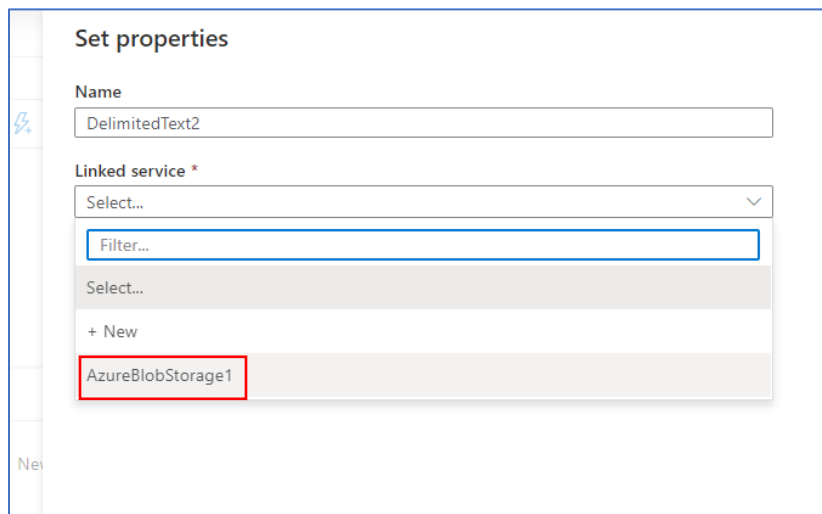 Set properties
Name
DelimitedText2
Linked service *
Select...
Filter...
Select...
+ New
AzureBlobStorage1